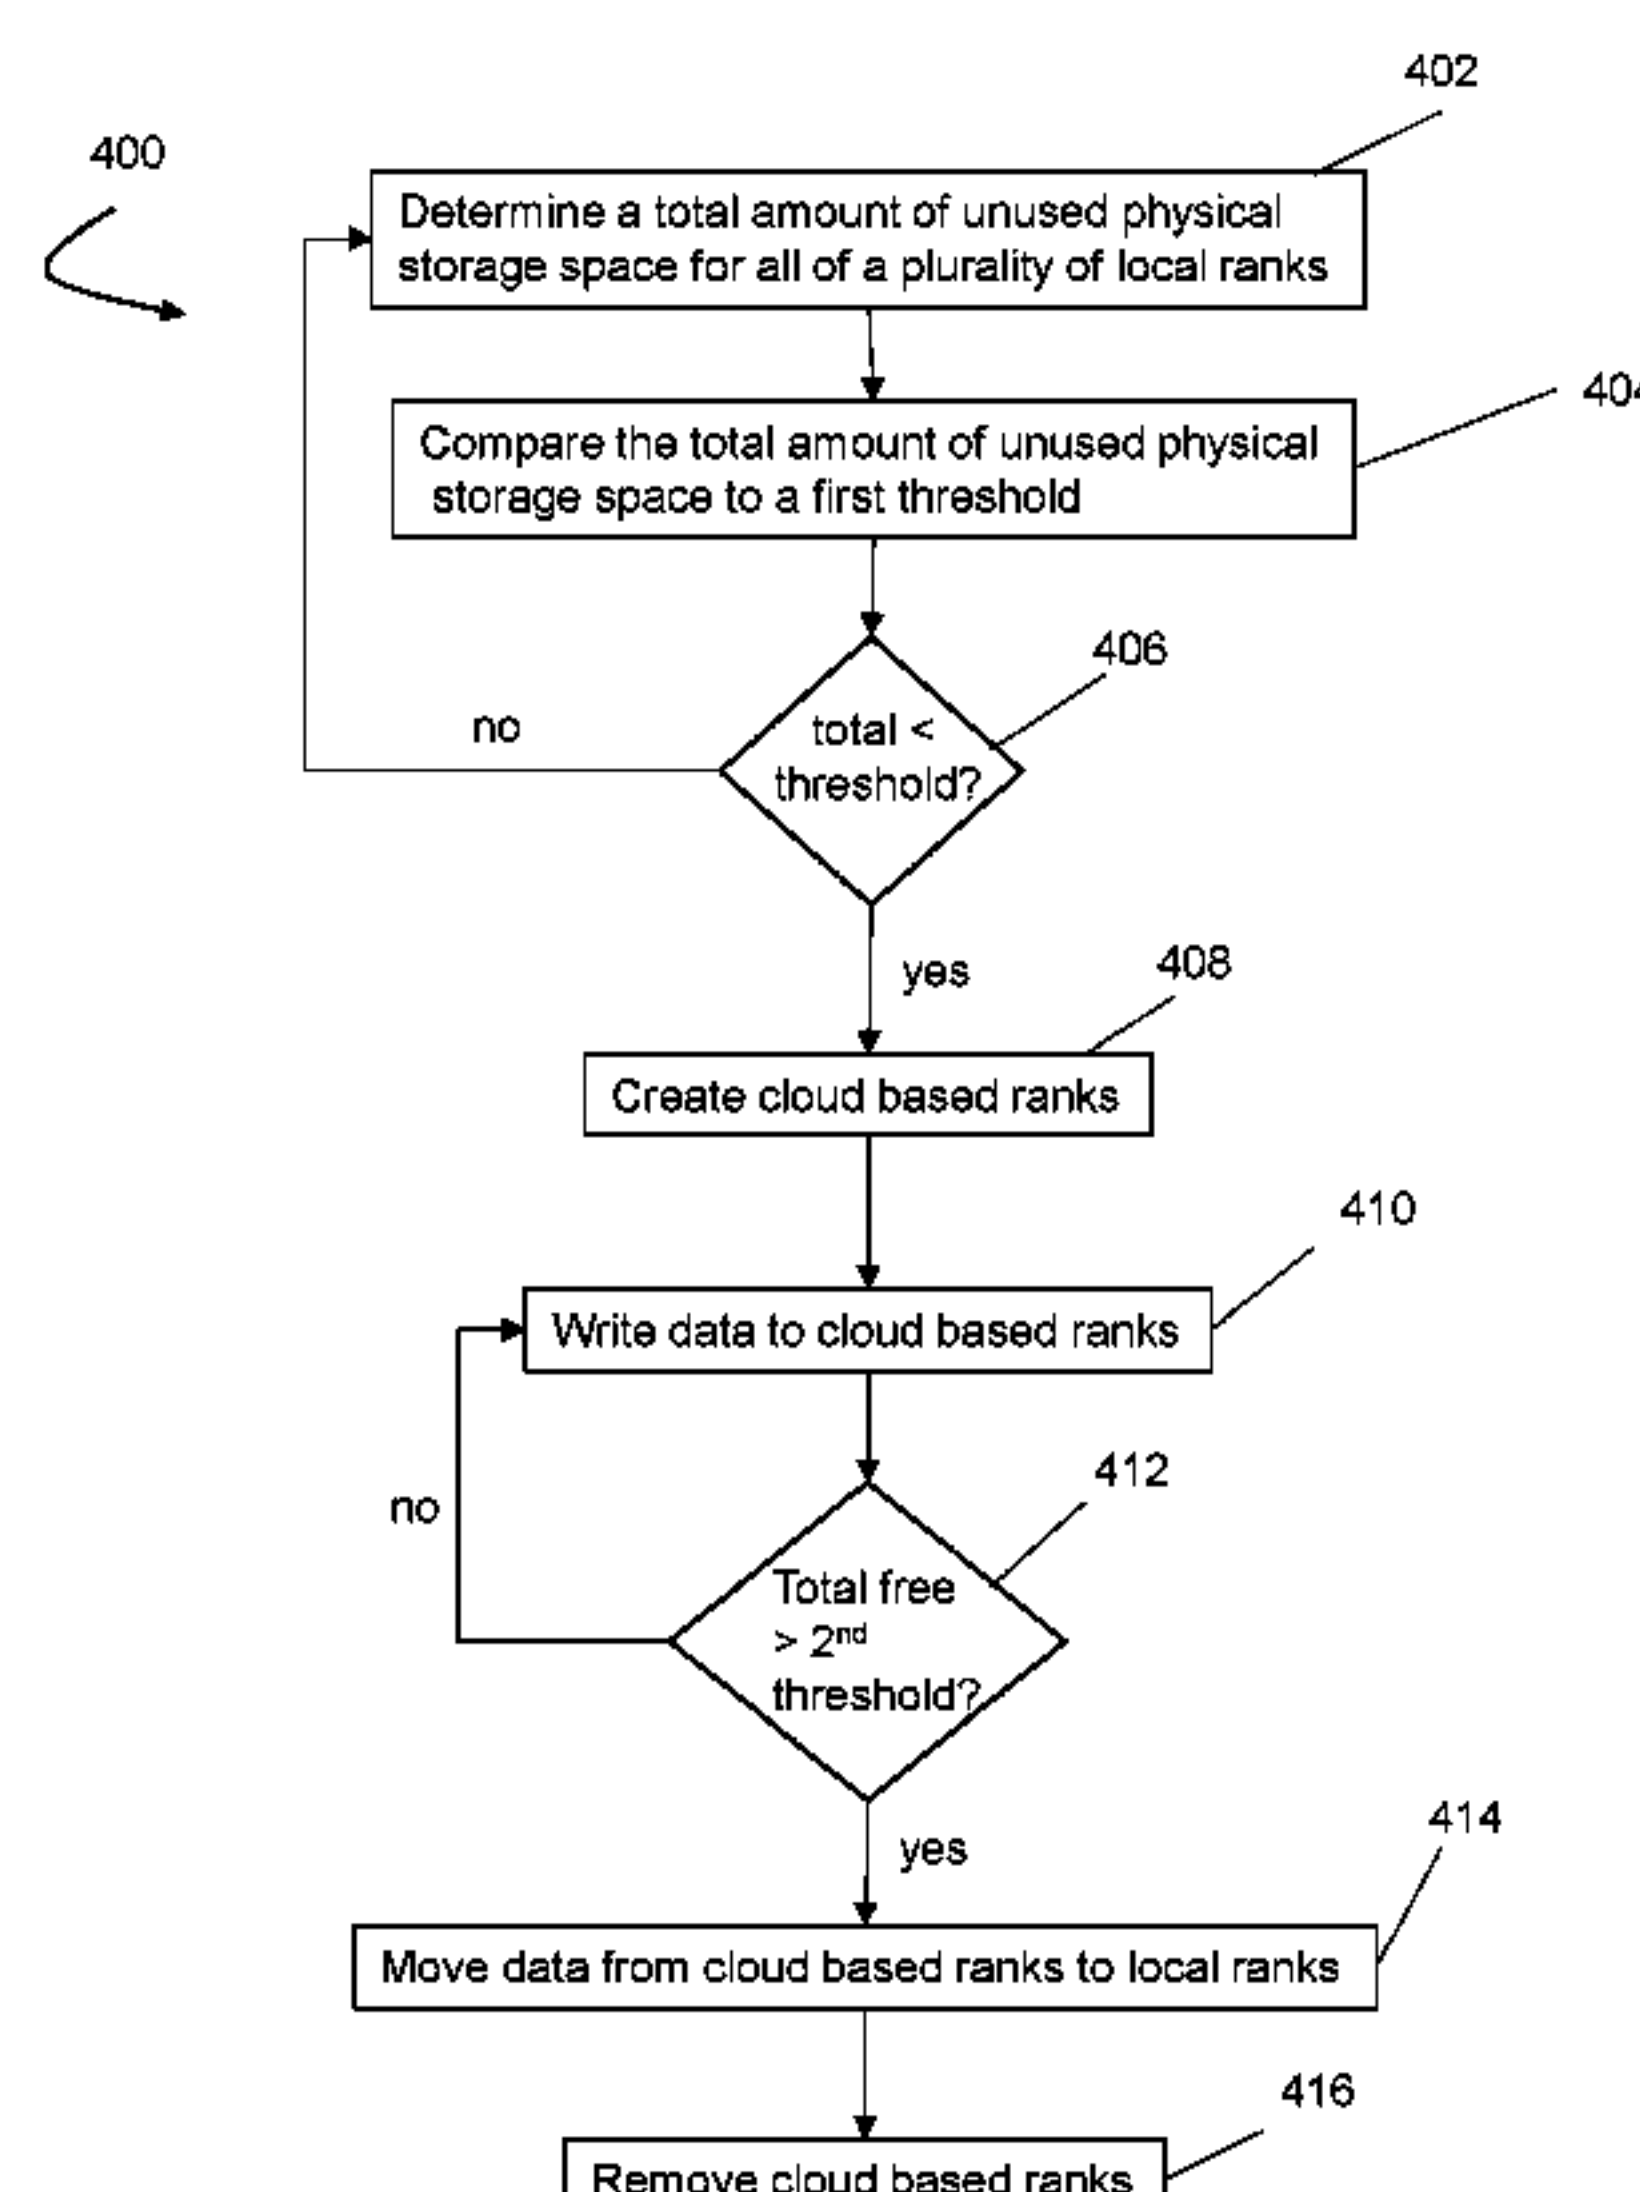 402
400
Determine a total amount of unused physical
storage space for all of a plurality of local ranks
404
Compare the total amount of unused physical
storage space to a first threshold
406
total <
threshold?
no
yes
408
Create cloud based ranks
410
Write data to cloud based ranks
412
no
Total free
> 2nd
threshold?
yes
414
Move data from cloud based ranks to local ranks
416
Remove cloud based ranks